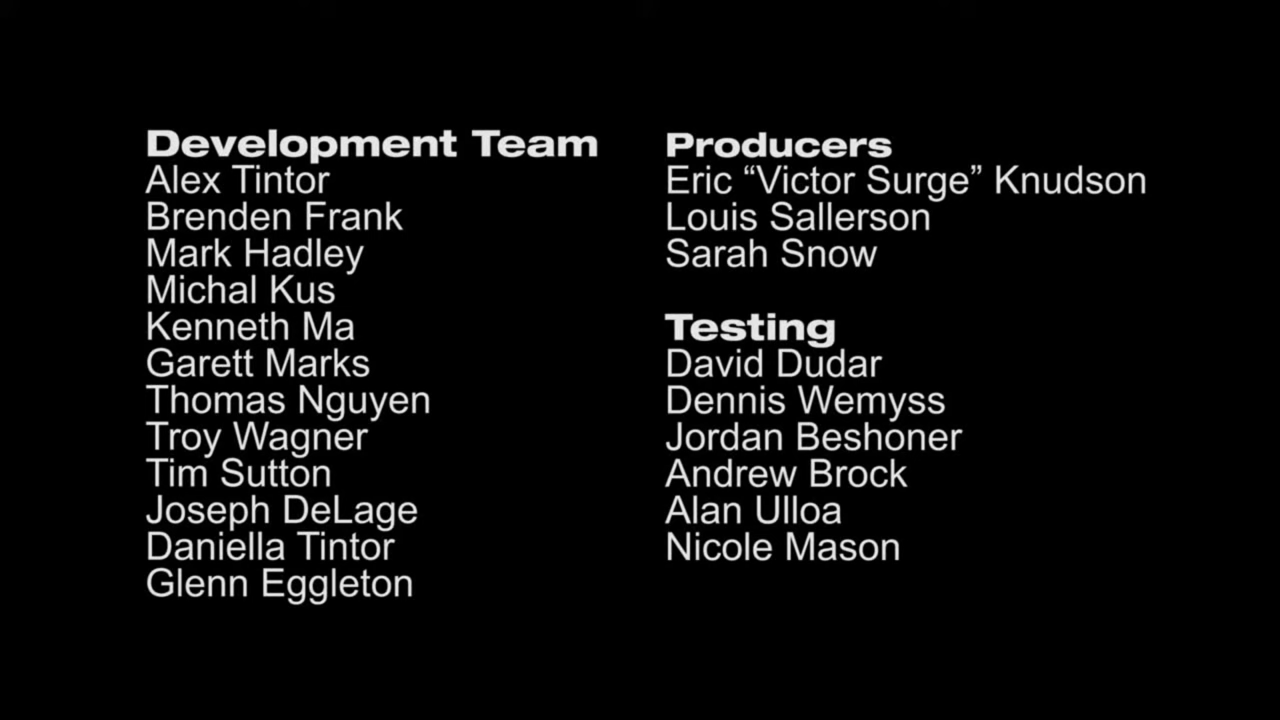 Development Team
Alex Tintor
Brenden Frank
Mark Hadley
Michal Kus
Kenneth Ma
Garett Marks
Thomas Nguyen
Troy Wagner
Tim Sutton
Joseph DeLage
Daniella Tintor
Glenn Eggleton
Producers
Eric “Victor Surge” Knudson
Louis Sallerson
Sarah Snow
Testing
David Dudar
Dennis Wemyss
Jordan Beshoner
Andrew Brock
Alan Ulloa
Nicole Mason